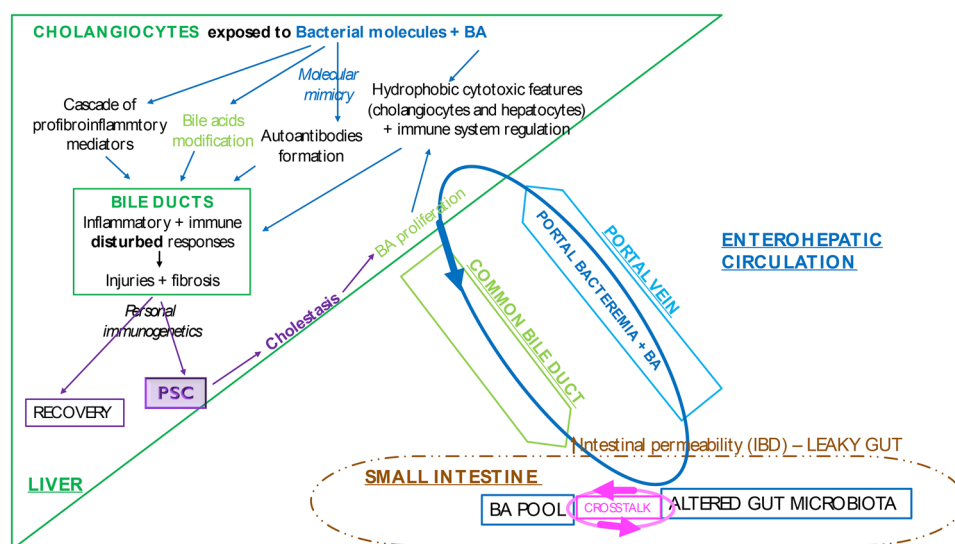 CHOLANGIOCYTES exposed to Bacterial molecules + BA
Molecular
mimicry
Cascade of
profibroinflammtory
mediators
Bile acids
modification
Autoantibodies
formation
Hydrophobic cytotoxic features
(cholangiocytes and hepatocytes)
+ immune system regulation
BILE DUCTS
Inflammatory + immune
disturbed responses
Injuries + fibrosis
Personal
immunogenetics
RECOVERY
PSC
Cholestasis
BA proliferation
LIVER
COMMON BILE DUCT
PORTAL BACTEREMIA + BA
PORTAL VEIN
ENTEROHEPATIC
CIRCULATION
Intestinal permeability (IBD) – LEAKY GUT
SMALL INTESTINE
BA POOL
CROSSTALK
ALTERED GUT MICROBIOTA